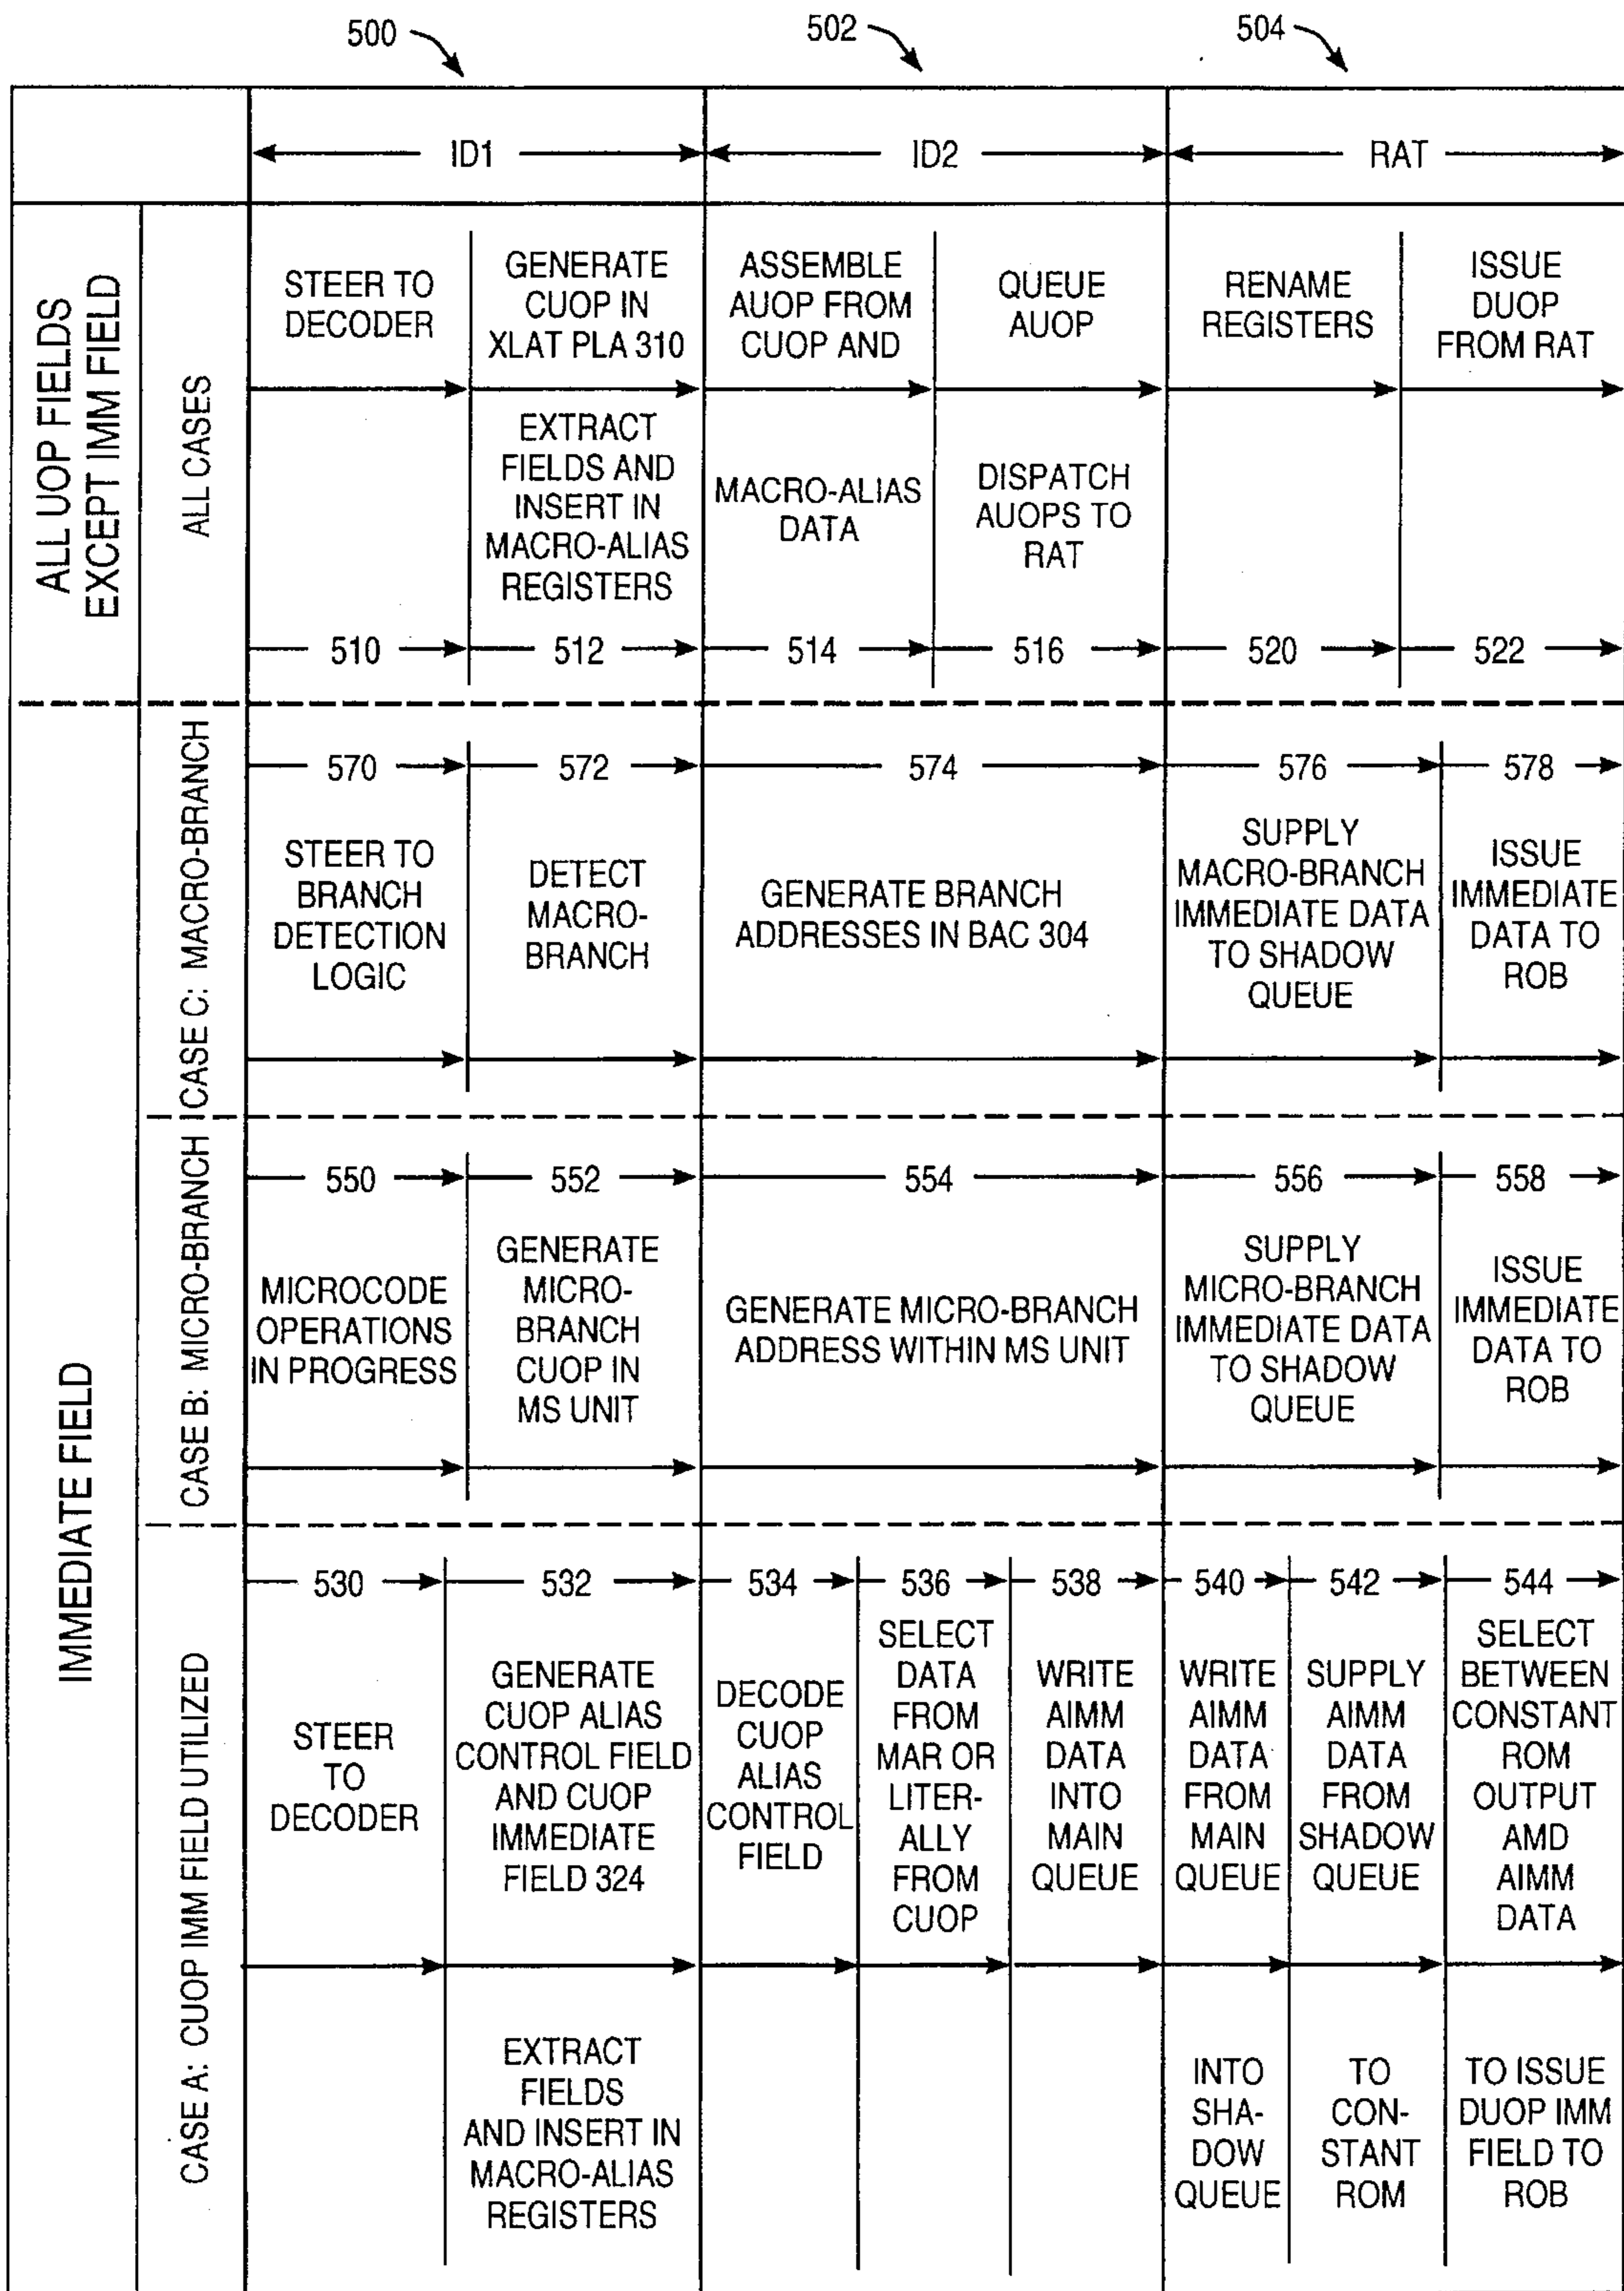 500
502
504
ID1
ID2
RAT
ALL UOP FIELDS
EXCEPT IMM FIELD
ALL CASES
STEER TO
DECODER
GENERATE
CUOP IN
XLAT PLA 310
EXTRACT
FIELDS AND
INSERT IN
MACRO-ALIAS
REGISTERS
ASSEMBLE
AUOP FROM
CUOP AND
MACRO-ALIAS
DATA
QUEUE
AUOP
DISPATCH
AUOPS TO
RAT
RENAME
REGISTERS
ISSUE
DUOP
FROM RAT
510
512
514
516
520
522
IMMEDIATE FIELD
CASE C: MACRO-BRANCH
570
572
574
576
578
STEER TO
BRANCH
DETECTION
LOGIC
DETECT
MACRO-
BRANCH
GENERATE BRANCH
ADDRESSES IN BAC 304
SUPPLY
MACRO-BRANCH
IMMEDIATE DATA
TO SHADOW
QUEUE
ISSUE
IMMEDIATE
DATA TO
ROB
CASE B: MICRO-BRANCH
550
552
554
556
558
MICROCODE
OPERATIONS
IN PROGRESS
GENERATE
MICRO-
BRANCH
CUOP IN
MS UNIT
GENERATE MICRO-BRANCH
ADDRESS WITHIN MS UNIT
SUPPLY
MICRO-BRANCH
IMMEDIATE DATA
TO SHADOW
QUEUE
ISSUE
IMMEDIATE
DATA TO
ROB
CASE A: CUOP IMM FIELD UTILIZED
530
532
534
536
538
540
542
544
STEER
TO
DECODER
GENERATE
CUOP ALIAS
CONTROL FIELD
AND CUOP
IMMEDIATE
FIELD 324
EXTRACT
FIELDS
AND INSERT IN
MACRO-ALIAS
REGISTERS
DECODE
CUOP
ALIAS
CONTROL
FIELD
SELECT
DATA
FROM
MAR OR
LITER-
ALLY
FROM
CUOP
WRITE
AIMM
DATA
INTO
MAIN
QUEUE
WRITE
AIMM
DATA
FROM
MAIN
QUEUE
INTO
SHA-
DOW
QUEUE
SUPPLY
AIMM
DATA
FROM
SHADOW
QUEUE
TO
CON-
STANT
ROM
SELECT
BETWEEN
CONSTANT
ROM
OUTPUT
AMD
AIMM
DATA
TO ISSUE
DUOP IMM
FIELD TO
ROB